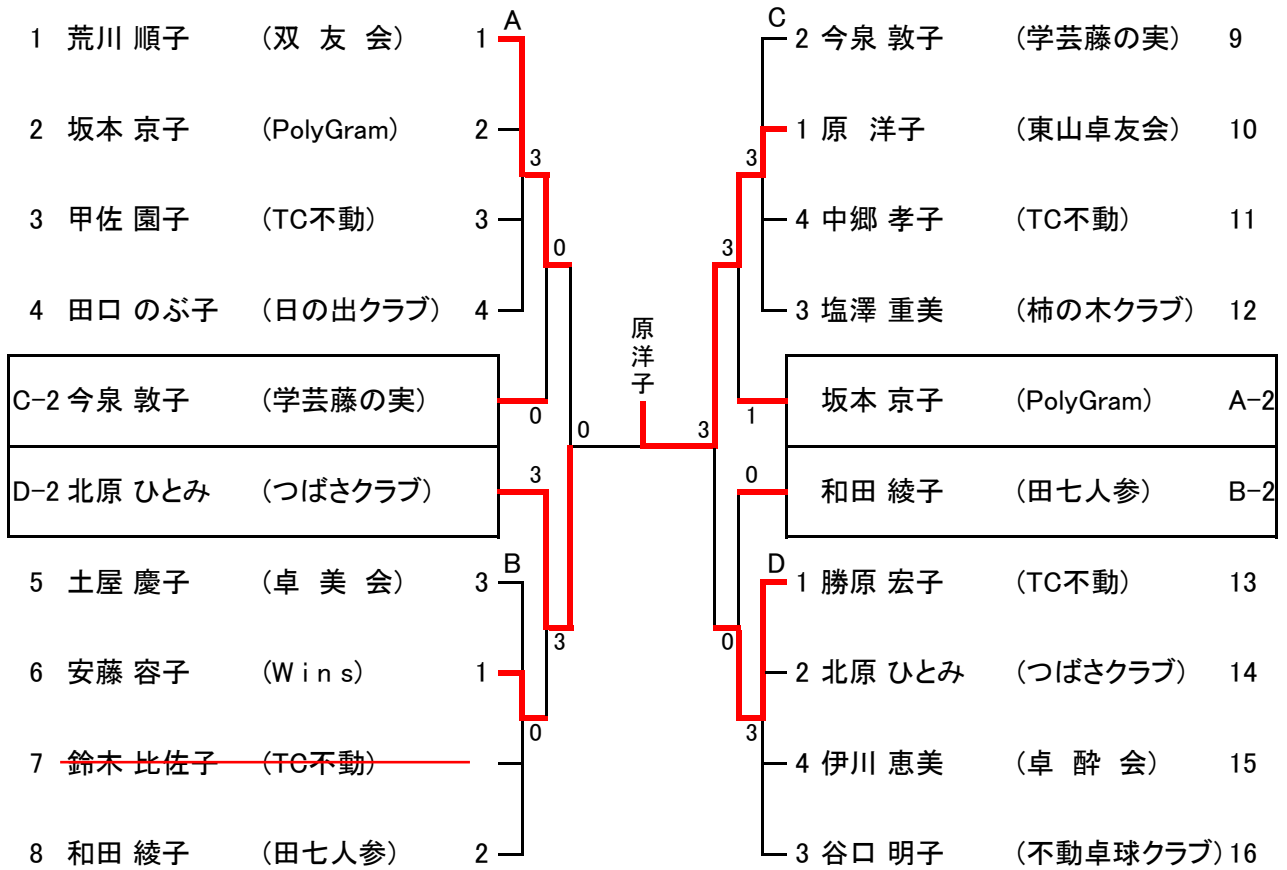 A
C
1 荒川 順子 (双 友 会) 1
2 今泉 敦子 (学芸藤の実) 9
2 坂本 京子 (PolyGram) 2
1 原 洋子 (東山卓友会) 10
3
3
3 甲佐 園子 (TC不動) 3
4 中郷 孝子 (TC不動) 11
0
3
4 田口 のぶ子 (日の出クラブ) 4
3 塩澤 重美 (柿の木クラブ) 12
原洋子
C-2 今泉 敦子 (学芸藤の実)
坂本 京子 (PolyGram) A-2
0
1
0
3
D-2 北原 ひとみ (つばさクラブ)
和田 綾子 (田七人参) B-2
3
0
B
D
5 土屋 慶子 (卓 美 会) 3
1 勝原 宏子 (TC不動) 13
3
0
6 安藤 容子 (Wins) 1
2 北原 ひとみ (つばさクラブ) 14
0
3
7 鈴木 比佐子 (TC不動)
4 伊川 恵美 (卓 酔 会) 15
8 和田 綾子 (田七人参) 2
3 谷口 明子 (不動卓球クラブ) 16